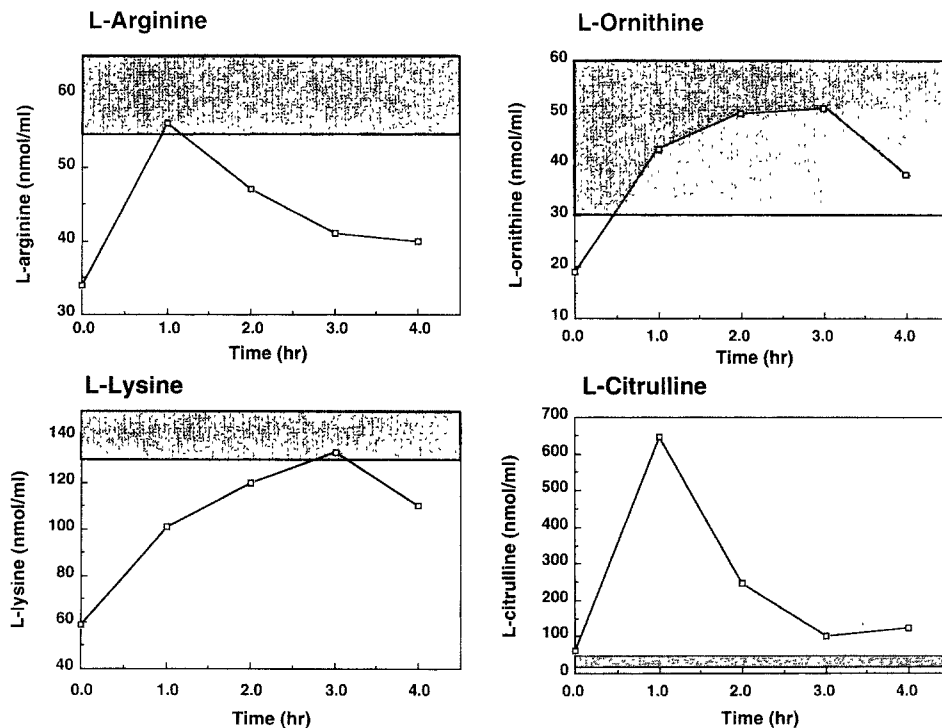 L-Arginine
L-arginine (nmol/ml)
60
50
40
30
0.0 1.0 2.0 3.0 4.0
Time (hr)
L-Ornithine
L-ornithine (nmol/ml)
60
50
40
30
20
10
0.0 1.0 2.0 3.0 4.0
Time (hr)
L-Lysine
L-lysine (nmol/ml)
140
120
100
80
60
40
0.0 1.0 2.0 3.0 4.0
Time (hr)
L-Citrulline
L-citrulline (nmol/ml)
700
600
500
400
300
200
100
0
0.0 1.0 2.0 3.0 4.0
Time (hr)